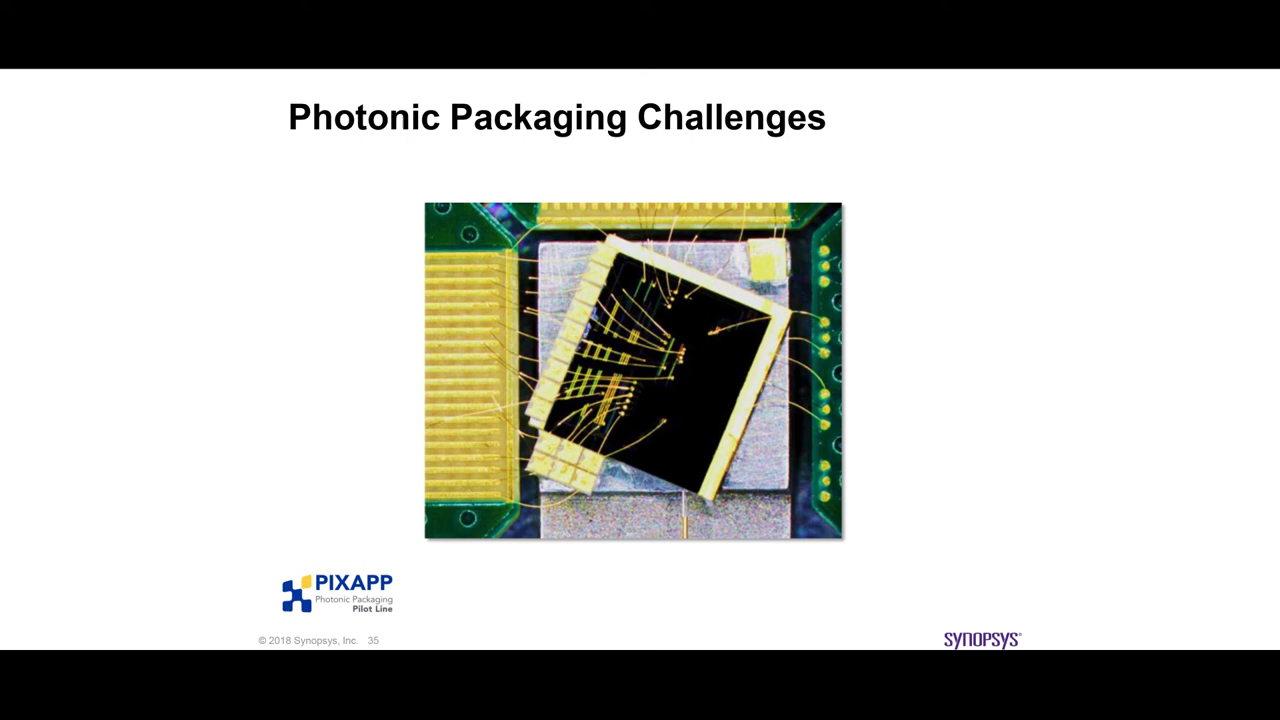 Photonic Packaging Challenges
PIXAPP
Photonic Packaging
Pilot Line
© 2018 Synopsys, Inc. 35
SYNOPSYS®